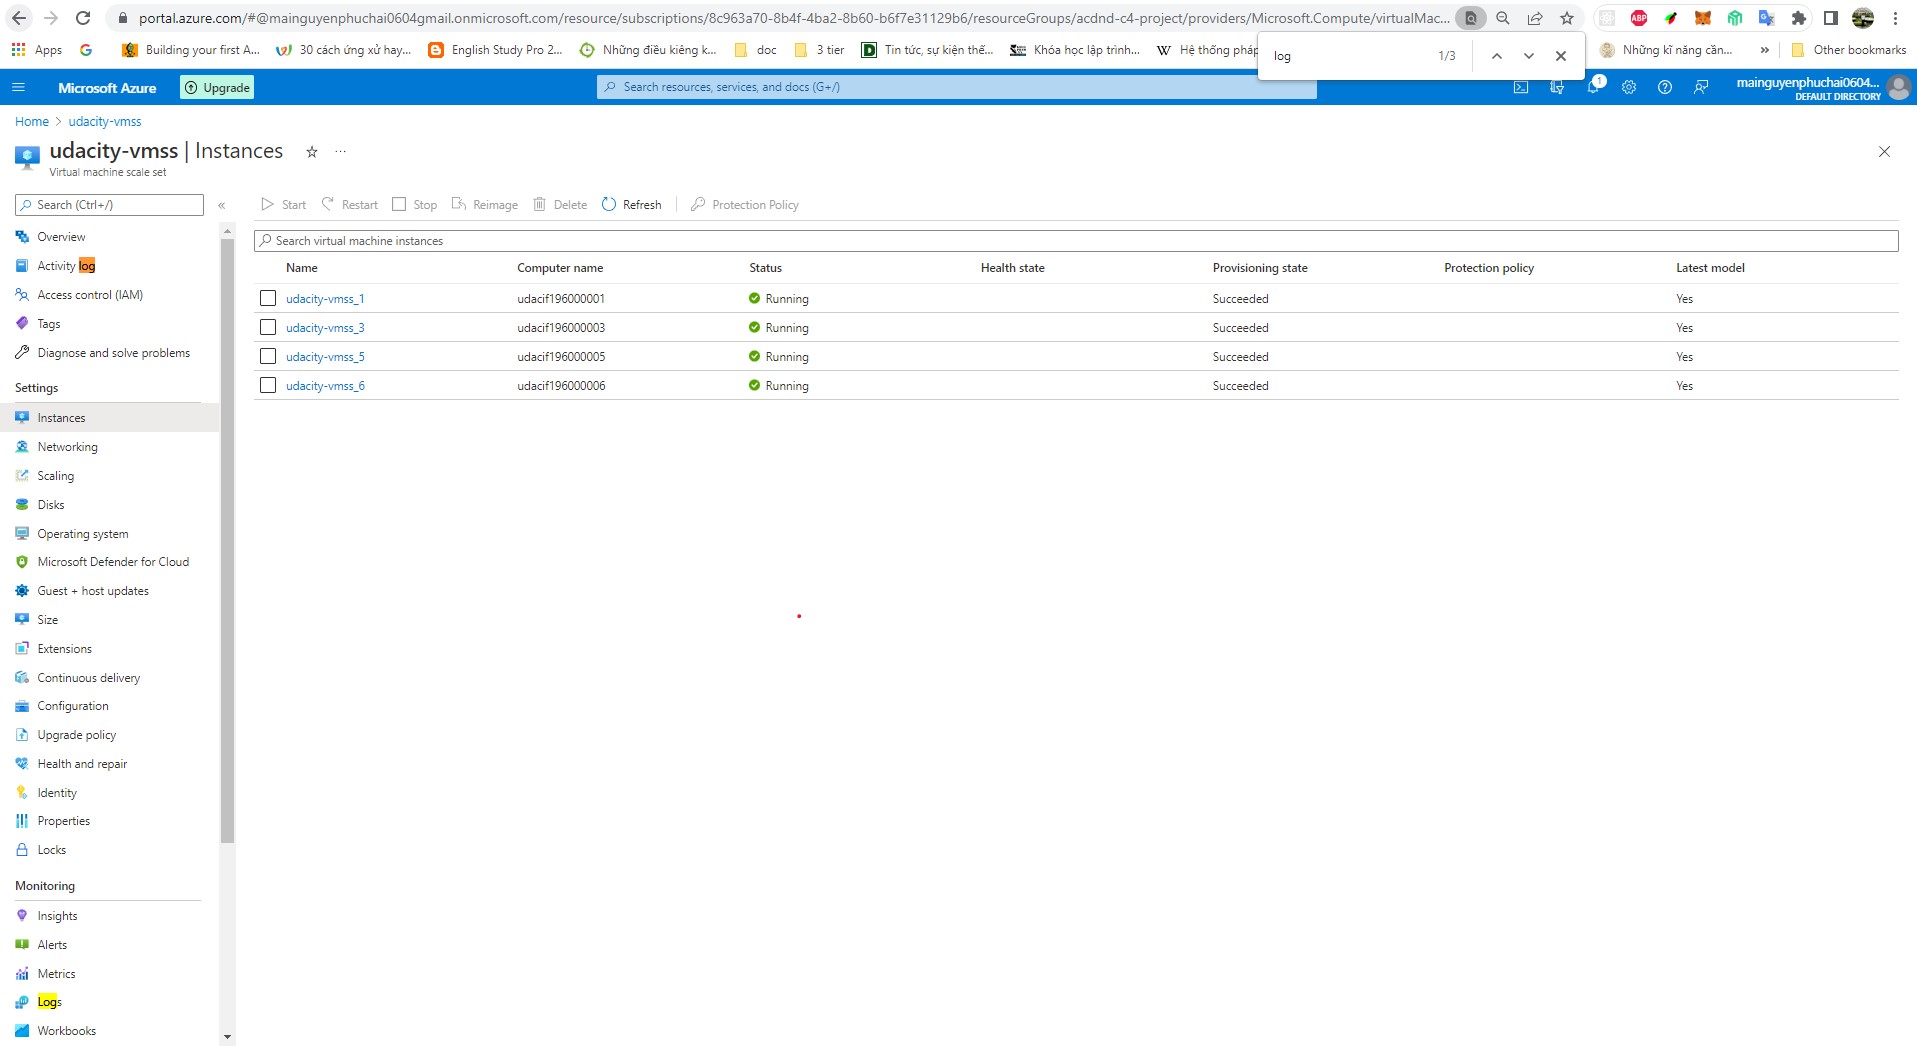 portal.azure.com/#@mainguyenphuchai0604gmail.onmicrosoft.com/resource/subscriptions/8c963a70-8b4f-4ba2-8b60-b6f7e31129b6/resourceGroups/acdnd-c4-project/providers/Microsoft.Compute/virtualMac...
Apps Building your first A... 30 cách ứng xử hay... English Study Pro 2... Những điều kiêng k... doc 3 tier Tin tức, sự kiện thế... Khóa học lập trình... Hệ thống pháp Những kĩ năng cần... » Other bookmarks
log 1/3
Microsoft Azure Upgrade Search resources, services, and docs (G+/) 1 mainguyenphuchai0604...
DEFAULT DIRECTORY
Home > udacity-vmss
udacity-vmss | Instances ...
Virtual machine scale set
Search (Ctrl+/) «
Start Restart Stop Reimage Delete Refresh Protection Policy
Search virtual machine instances
Name Computer name Status Health state Provisioning state Protection policy Latest model
udacity-vmss_1 udacif196000001 Running Succeeded Yes
udacity-vmss_3 udacif196000003 Running Succeeded Yes
udacity-vmss_5 udacif196000005 Running Succeeded Yes
udacity-vmss_6 udacif196000006 Running Succeeded Yes
Overview
Activity log
Access control (IAM)
Tags
Diagnose and solve problems
Settings
Instances
Networking
Scaling
Disks
Operating system
Microsoft Defender for Cloud
Guest + host updates
Size
Extensions
Continuous delivery
Configuration
Upgrade policy
Health and repair
Identity
Properties
Locks
Monitoring
Insights
Alerts
Metrics
Logs
Workbooks